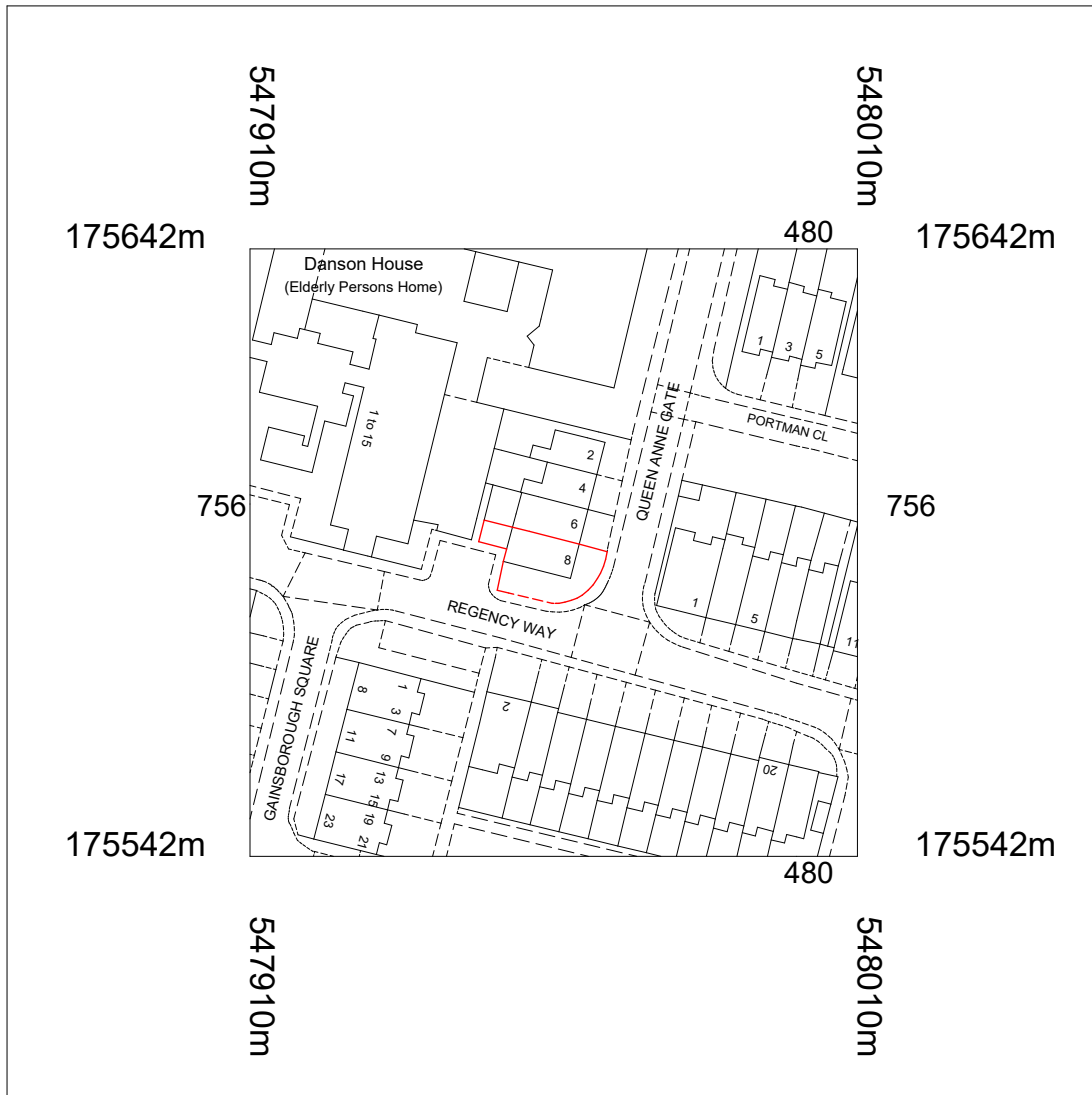 547910m
548010m
175642m
480
175642m
Danson House
(Elderly Persons Home)
1
3
5
QUEEN ANNE GATE
PORTMAN CL
1 to 15
2
4
756
6
756
8
REGENCY WAY
1
5
11
GAINSBOROUGH SQUARE
8
1
3
2
11
7
9
17
13
15
20
23
19
21
175542m
480
175542m
547910m
548010m